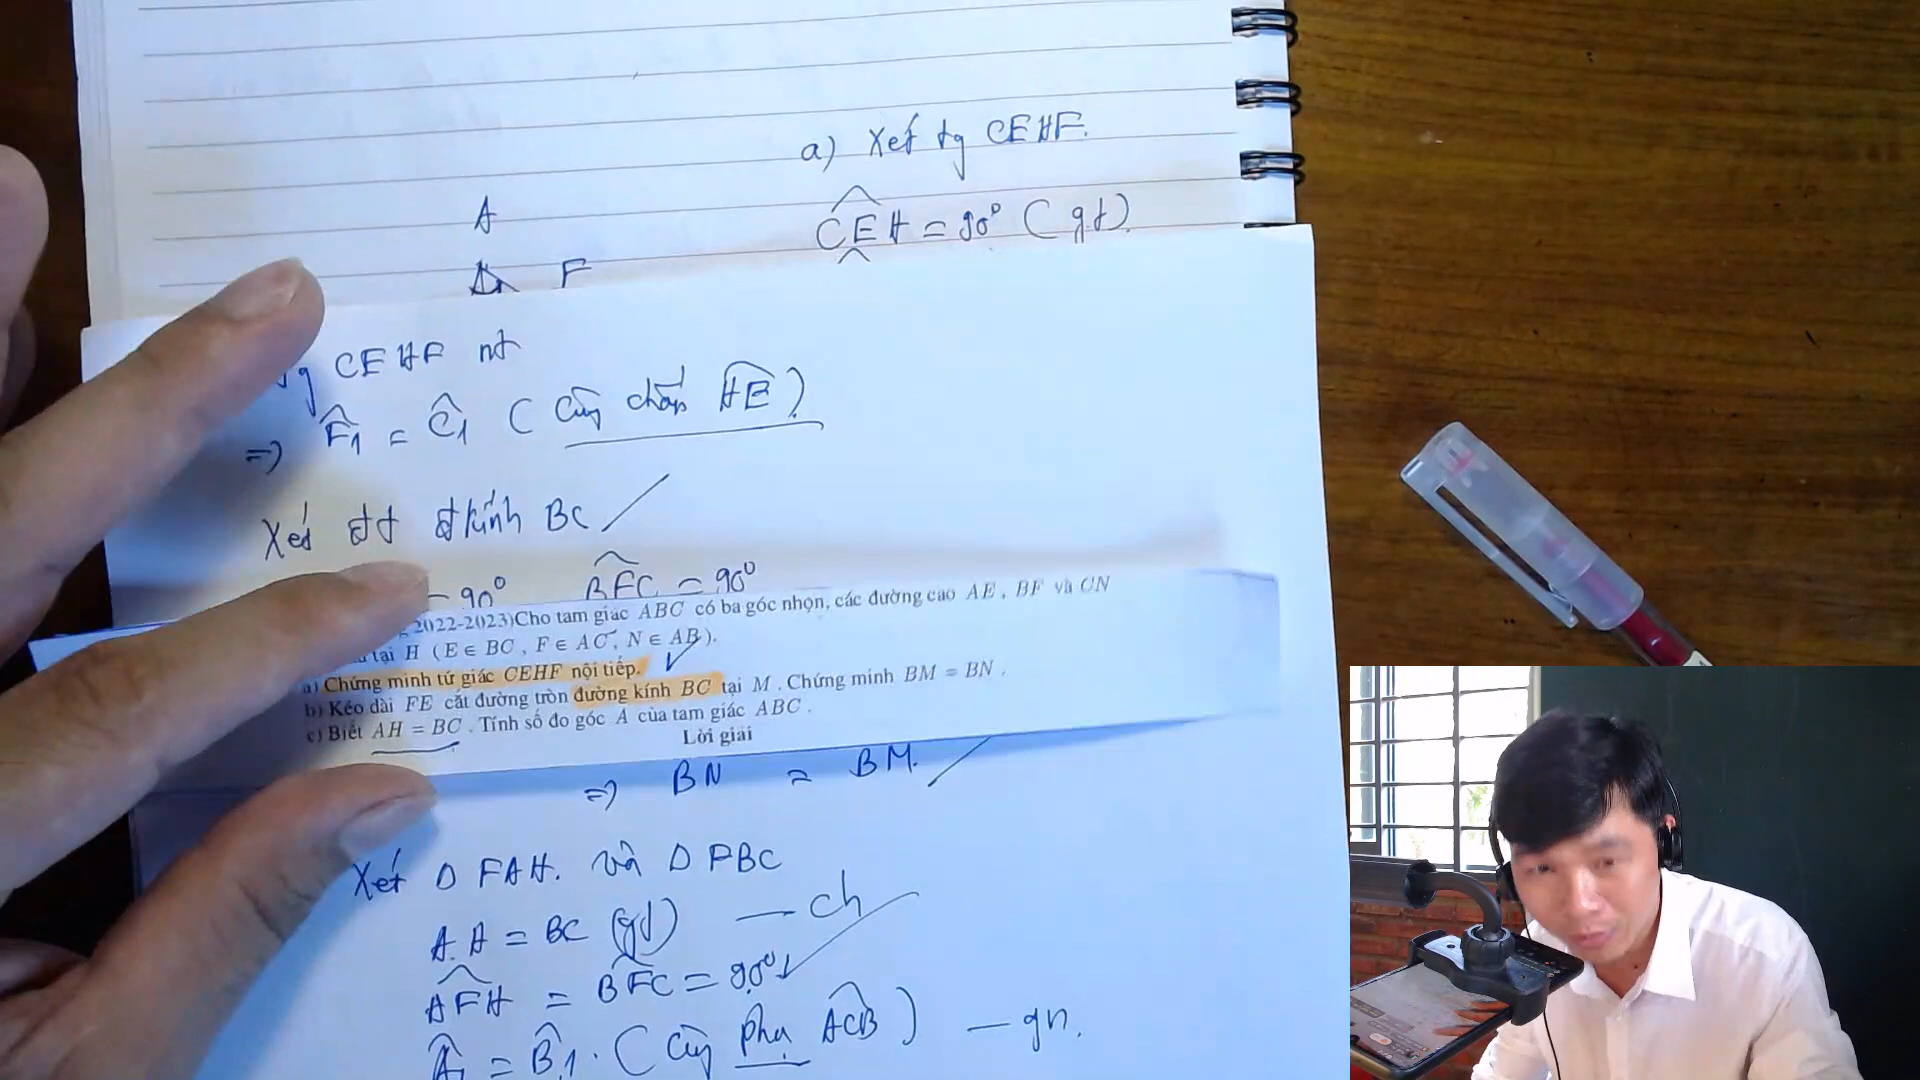 a) Xét tg CEHF.
A
CEH = 90° (gt).
F
tg CEHF nt
=> F1 = C1 (Cùng chắn HE)
Xét đt đkính BC
90° BFC = 90°
2022-2023)Cho tam giác ABC có ba góc nhọn, các đường cao AE, BF và CN
tại H (E ∈ BC, F ∈ AC, N ∈ AB).
a) Chứng minh tứ giác CEHF nội tiếp.
b) Kéo dài FE cắt đường tròn đường kính BC tại M. Chứng minh BM = BN.
c) Biết AH = BC. Tính số đo góc A của tam giác ABC.
Lời giải
=> BN = BM.
Xét Δ FAH. và Δ FBC
AH = BC (gt) — ch
AFH = BFC = 90°
A1 = B1. (Cùng phụ ACB) — gn.